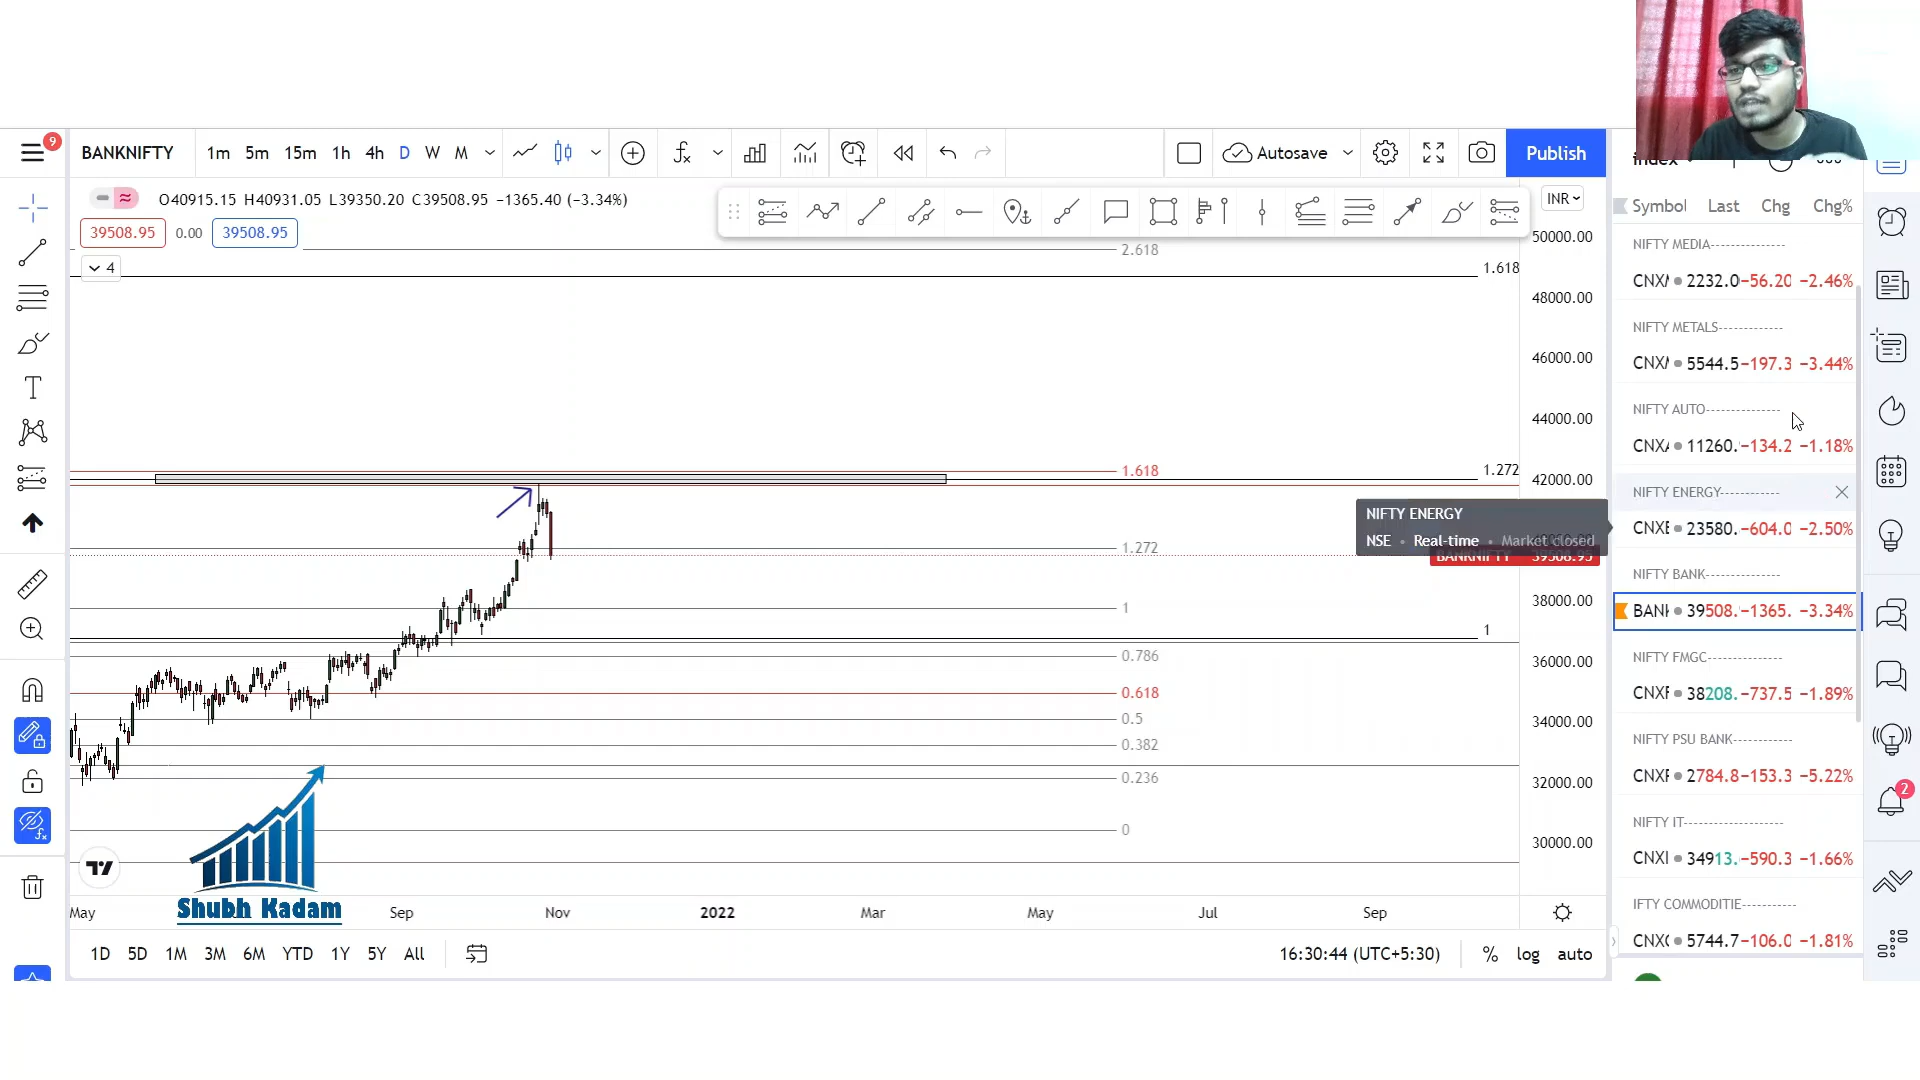 9
BANKNIFTY 1m 5m 15m 1h 4h D W M Autosave Publish
O40915.15 H40931.05 L39350.20 C39508.95 −1365.40 (−3.34%)
39508.95 0.00 39508.95
4
INR
50000.00
48000.00
46000.00
44000.00
42000.00
38000.00
36000.00
34000.00
32000.00
30000.00
2.618
1.618
1.618
1.272
1.272
1
1
0.786
0.618
0.5
0.382
0.236
0
NIFTY ENERGY
NSE • Real-time • Market closed
BANKNIFTY 39508.95
Shubh Kadam
May Sep Nov 2022 Mar May Jul Sep
1D 5D 1M 3M 6M YTD 1Y 5Y All
16:30:44 (UTC+5:30) % log auto
Symbol Last Chg Chg%
NIFTY MEDIA---------------
2232.0 −56.20 −2.46%
NIFTY METALS-------------
5544.5 −197.3 −3.44%
NIFTY AUTO---------------
11260. −134.2 −1.18%
NIFTY ENERGY------------
23580. −604.0 −2.50%
NIFTY BANK---------------
39508. −1365. −3.34%
NIFTY FMGC---------------
38208. −737.5 −1.89%
NIFTY PSU BANK------------
2784.8 −153.3 −5.22%
NIFTY IT--------------------
34913. −590.3 −1.66%
IFTY COMMODITIE-----------
5744.7 −106.0 −1.81%
2